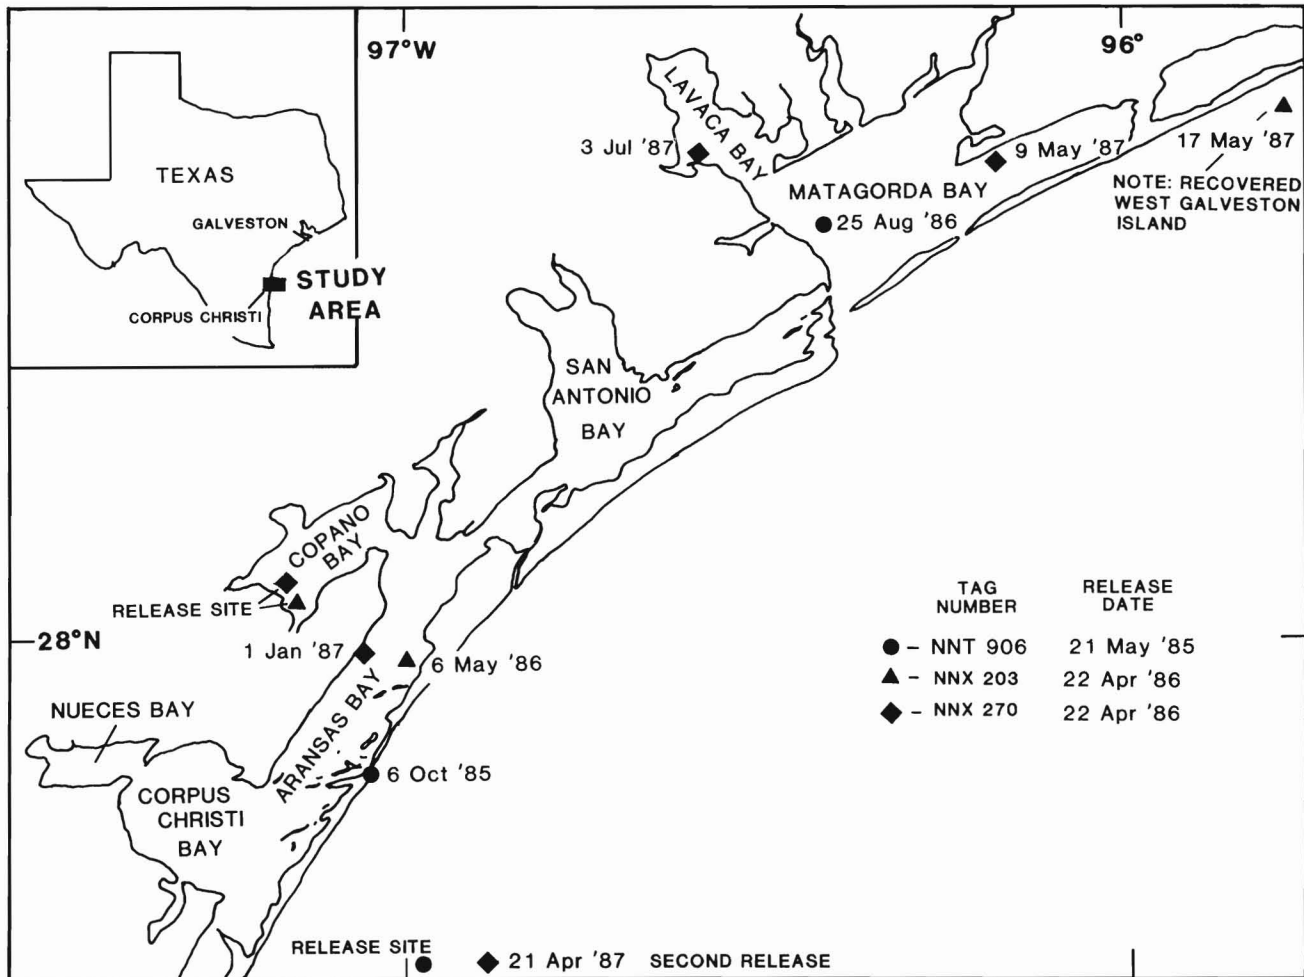 97°W
96°
TEXAS
GALVESTON
STUDY
AREA
CORPUS CHRISTI
LAVACA BAY
3 Jul '87
9 May '87
17 May '87
NOTE: RECOVERED
WEST GALVESTON
ISLAND
MATAGORDA BAY
25 Aug '86
SAN
ANTONIO
BAY
COPANO
BAY
RELEASE SITE
28°N
1 Jan '87
6 May '86
ARANSAS BAY
NUECES BAY
6 Oct '85
CORPUS
CHRISTI
BAY
TAG
NUMBER
RELEASE
DATE
– NNT 906 21 May '85
– NNX 203 22 Apr '86
– NNX 270 22 Apr '86
RELEASE SITE
21 Apr '87 SECOND RELEASE